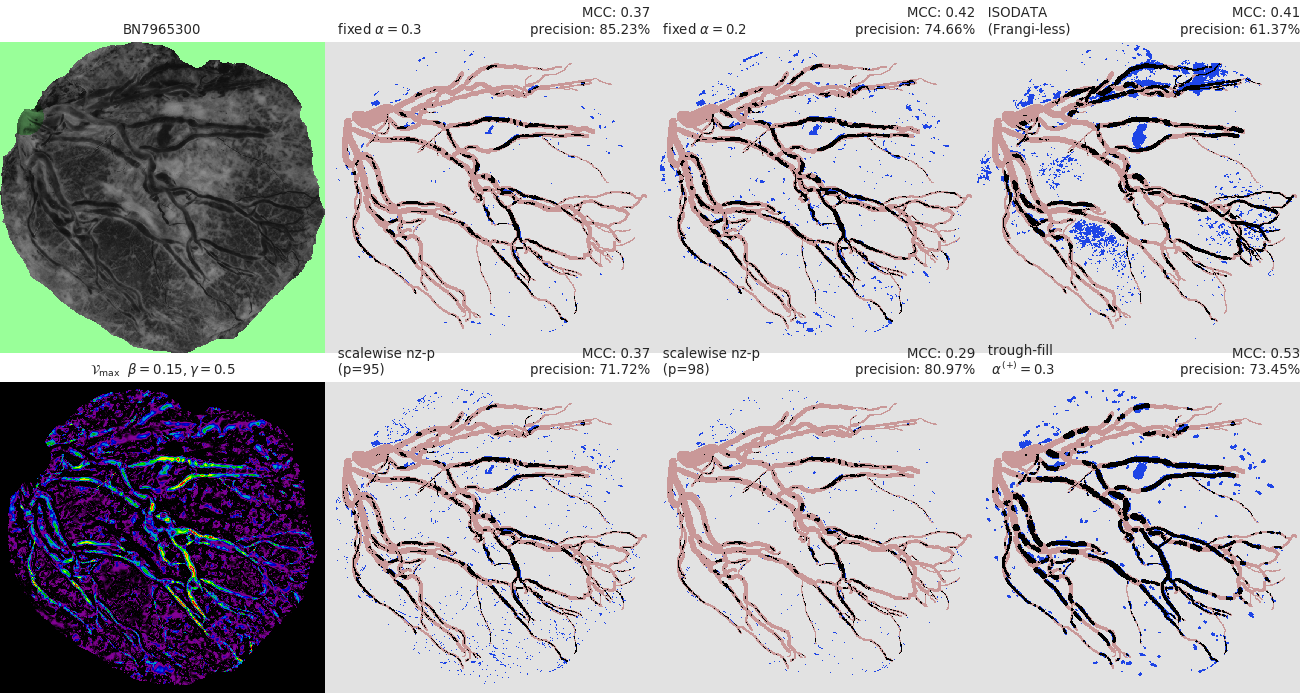 BN7965300
fixed α = 0.3
MCC: 0.37
precision: 85.23%
fixed α = 0.2
MCC: 0.42
precision: 74.66%
ISODATA
(Frangi-less)
MCC: 0.41
precision: 61.37%
𝒱max β = 0.15, γ = 0.5
scalewise nz-p
(p=95)
MCC: 0.37
precision: 71.72%
scalewise nz-p
(p=98)
MCC: 0.29
precision: 80.97%
trough-fill
α(+) = 0.3
MCC: 0.53
precision: 73.45%